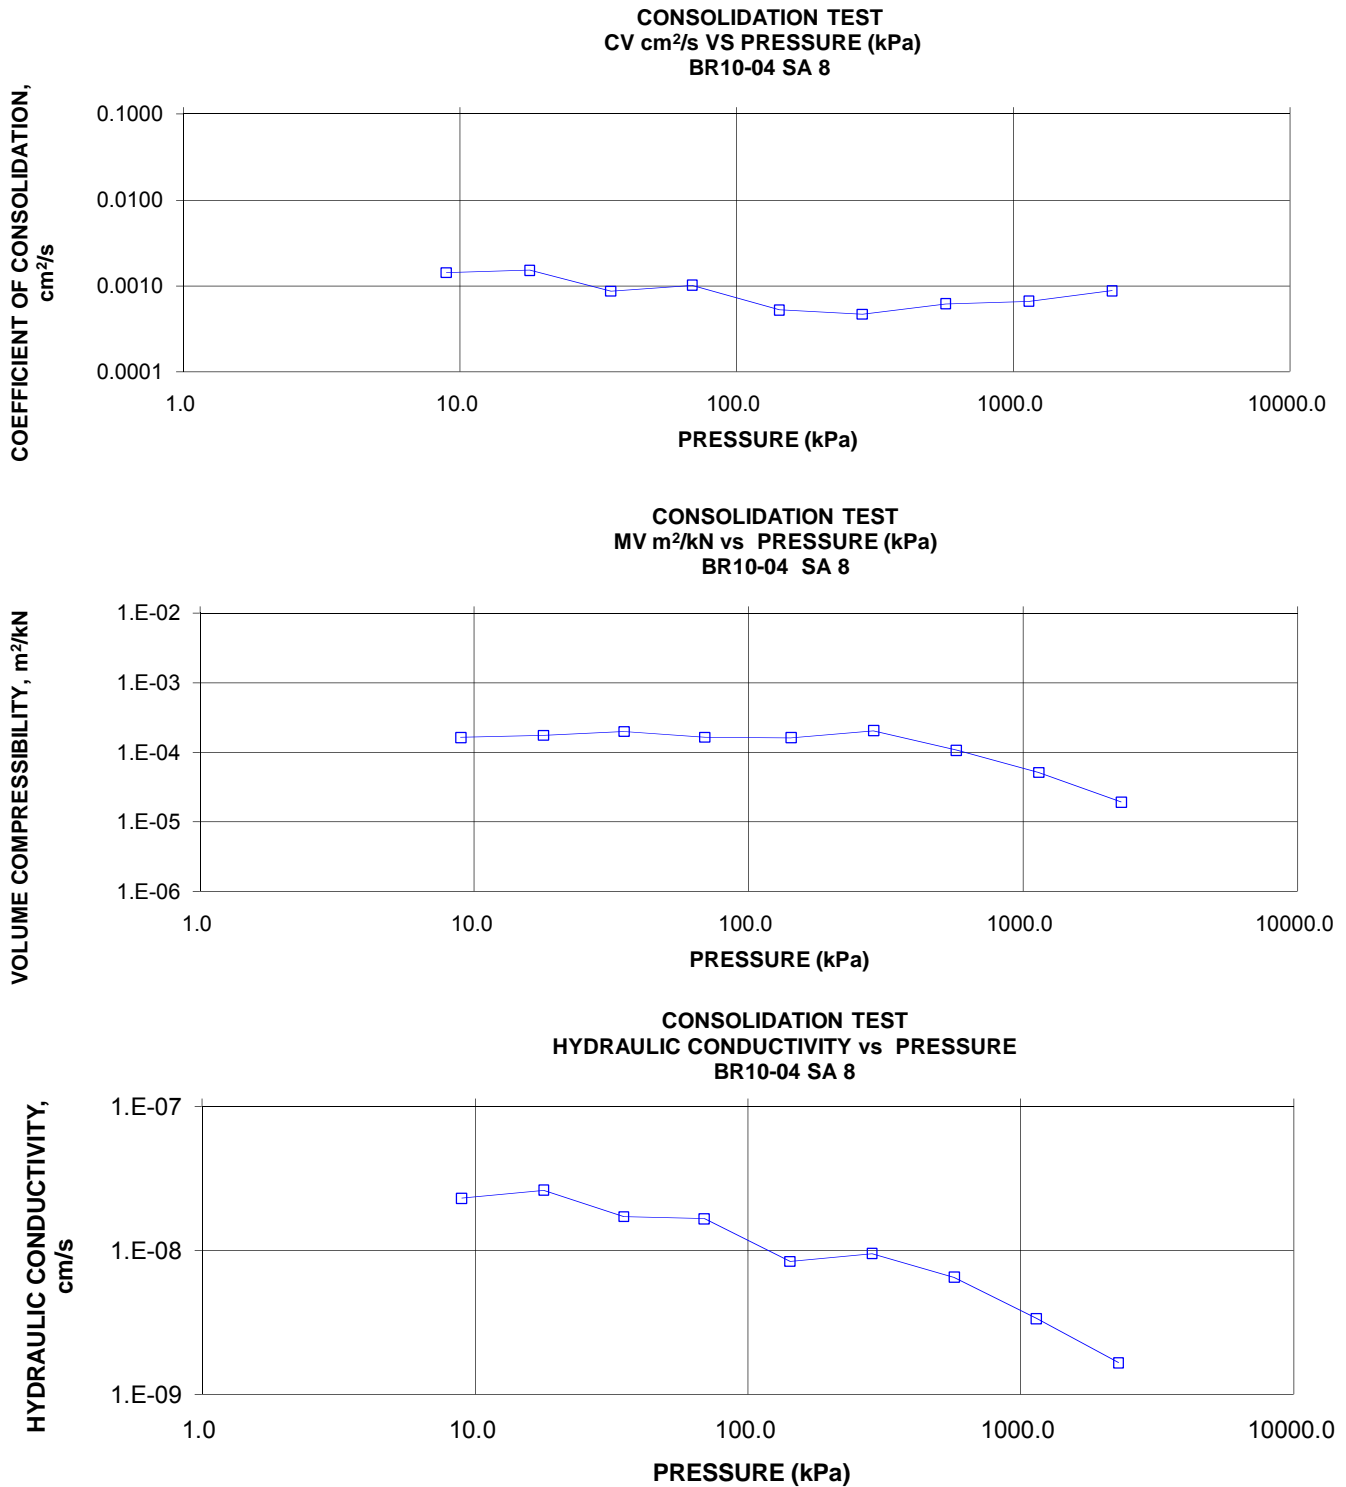 CONSOLIDATION TEST
CV cm²/s VS PRESSURE (kPa)
BR10-04 SA 8
COEFFICIENT OF CONSOLIDATION,
cm²/s
0.1000
0.0100
0.0010
0.0001
1.0 10.0 100.0 1000.0 10000.0
PRESSURE (kPa)
CONSOLIDATION TEST
MV m²/kN vs PRESSURE (kPa)
BR10-04 SA 8
VOLUME COMPRESSIBILITY, m²/kN
1.E-02
1.E-03
1.E-04
1.E-05
1.E-06
1.0 10.0 100.0 1000.0 10000.0
PRESSURE (kPa)
CONSOLIDATION TEST
HYDRAULIC CONDUCTIVITY vs PRESSURE
BR10-04 SA 8
HYDRAULIC CONDUCTIVITY,
cm/s
1.E-07
1.E-08
1.E-09
1.0 10.0 100.0 1000.0 10000.0
PRESSURE (kPa)